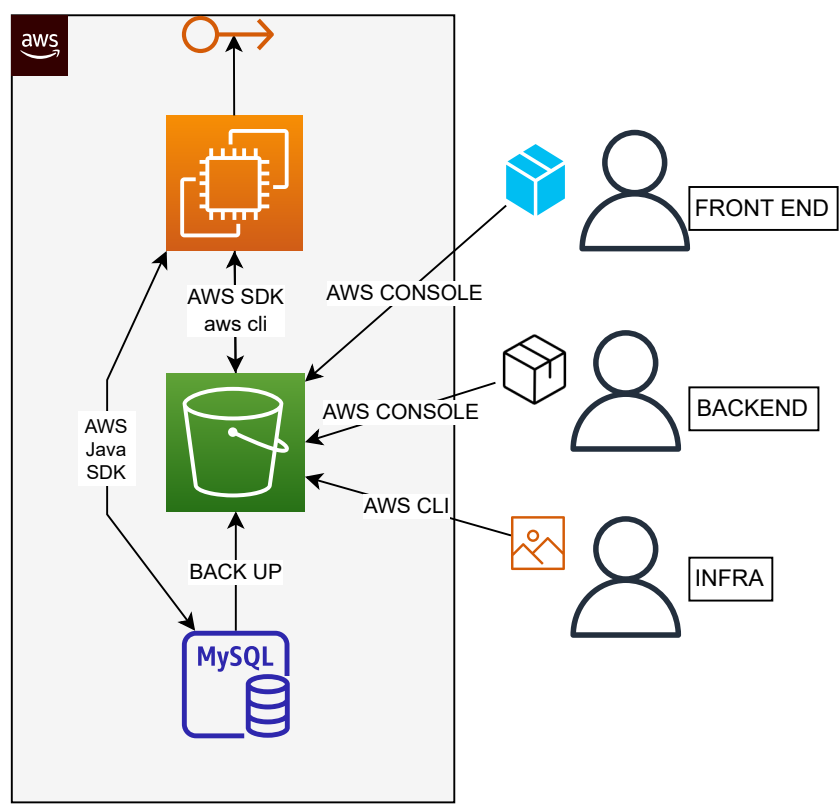 aws
FRONT END
AWS CONSOLE
AWS SDK
aws cli
BACKEND
AWS CONSOLE
AWS
Java
SDK
AWS CLI
BACK UP
INFRA
MySQL